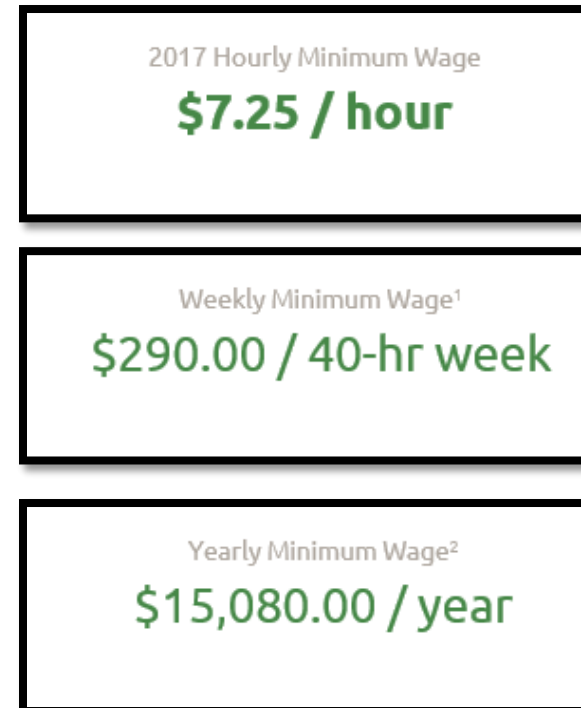 2017 Hourly Minimum Wage
$7.25 / hour
Weekly Minimum Wage¹
$290.00 / 40-hr week
Yearly Minimum Wage²
$15,080.00 / year